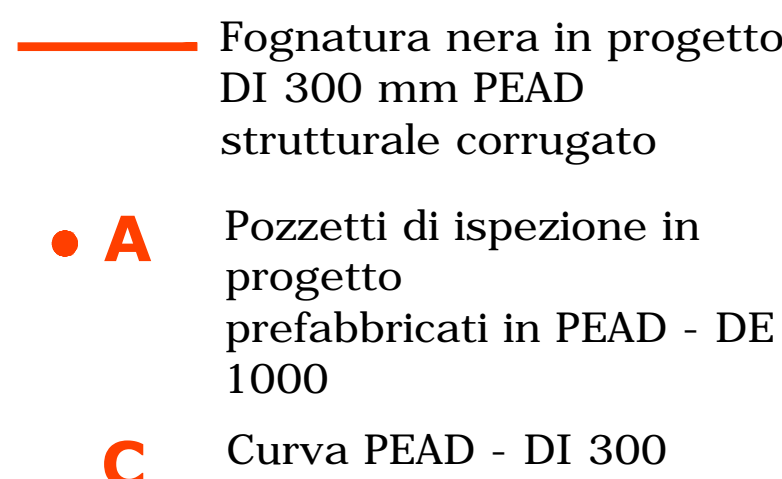 Fognatura nera in progetto
DI 300 mm PEAD
strutturale corrugato
A Pozzetti di ispezione in
progetto
prefabbricati in PEAD - DE
1000
C Curva PEAD - DI 300